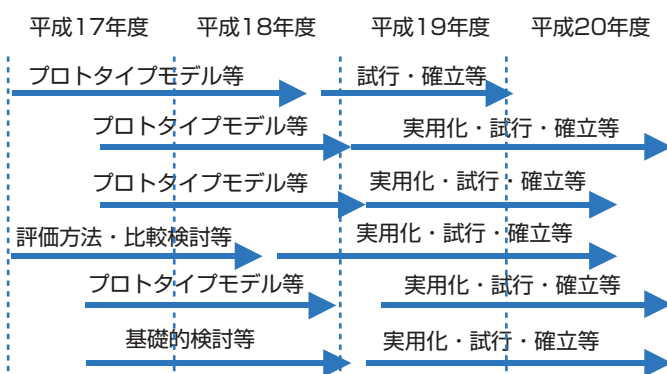 平成17年度 平成18年度 平成19年度 平成20年度
プロトタイプモデル等 試行・確立等
プロトタイプモデル等 実用化・試行・確立等
プロトタイプモデル等 実用化・試行・確立等
評価方法・比較検討等 実用化・試行・確立等
プロトタイプモデル等 実用化・試行・確立等
基礎的検討等 実用化・試行・確立等